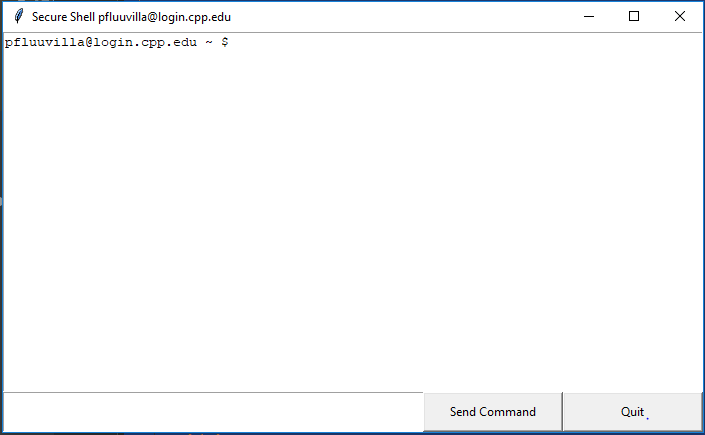 Secure Shell pfluuvilla@login.cpp.edu
pfluuvilla@login.cpp.edu ~ $
Send Command
Quit